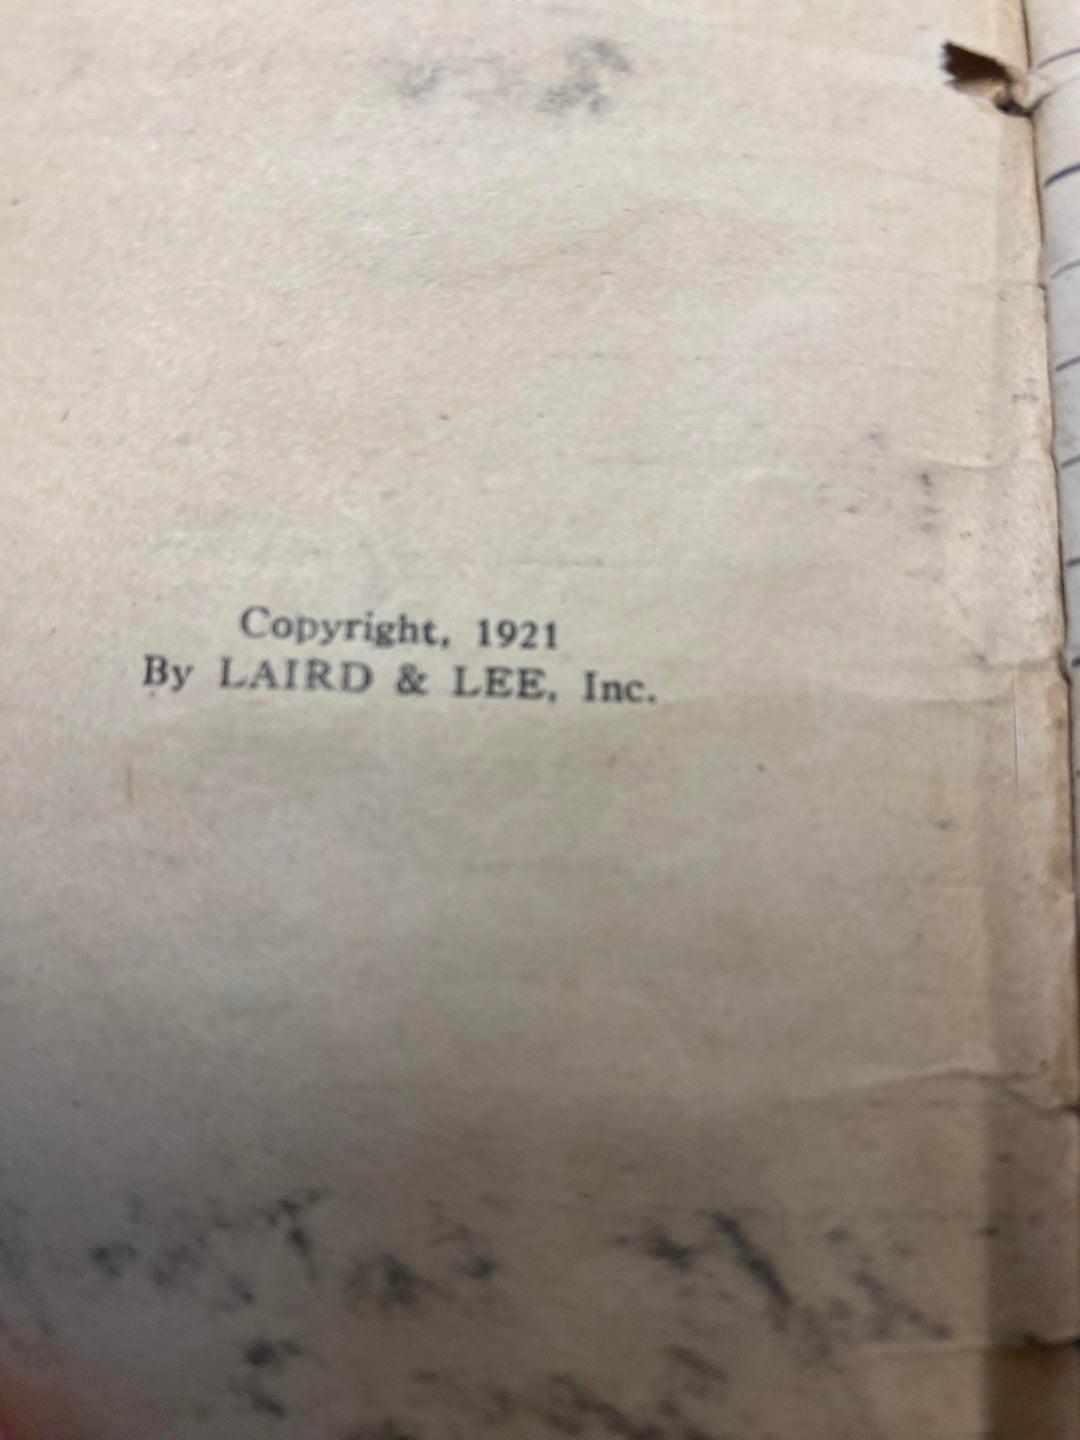 Copyright, 1921
By LAIRD & LEE, Inc.